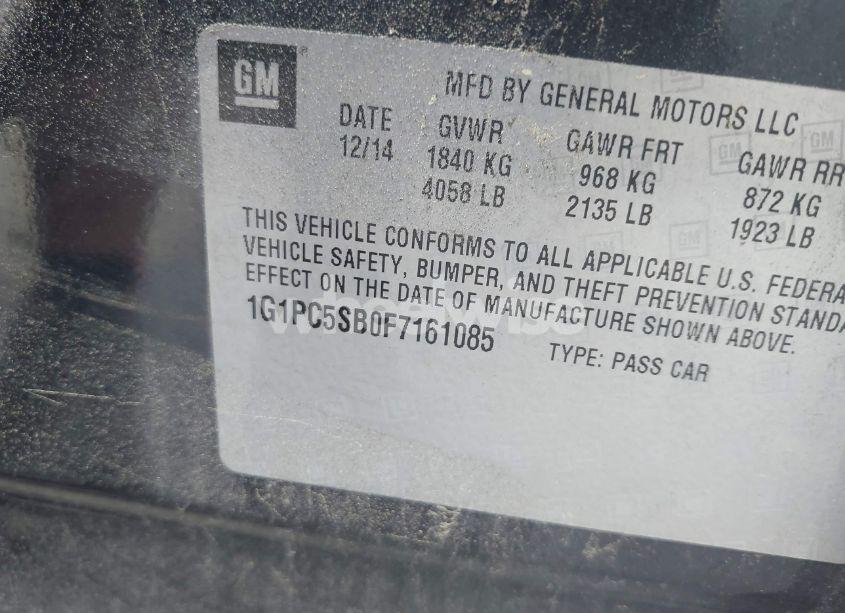 GM
MFD BY GENERAL MOTORS LLC
DATE GVWR GAWR FRT GAWR RR
12/14 1840 KG 968 KG 872 KG
4058 LB 2135 LB 1923 LB
THIS VEHICLE CONFORMS TO ALL APPLICABLE U.S. FEDERA
VEHICLE SAFETY, BUMPER, AND THEFT PREVENTION STANDA
EFFECT ON THE DATE OF MANUFACTURE SHOWN ABOVE.
1G1PC5SB0F7161085 TYPE: PASS CAR